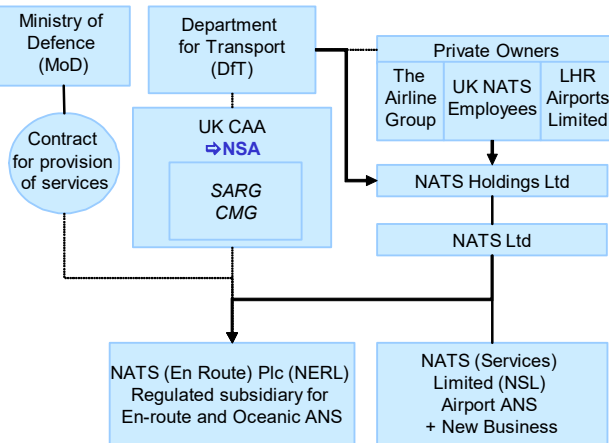 Ministry of
Defence
(MoD)
Department
for Transport
(DfT)
Private Owners
The
Airline
Group
UK NATS
Employees
LHR
Airports
Limited
Contract
for provision
of services
UK CAA
⇨NSA
SARG
CMG
NATS Holdings Ltd
NATS Ltd
NATS (En Route) Plc (NERL)
Regulated subsidiary for
En-route and Oceanic ANS
NATS (Services)
Limited (NSL)
Airport ANS
+ New Business